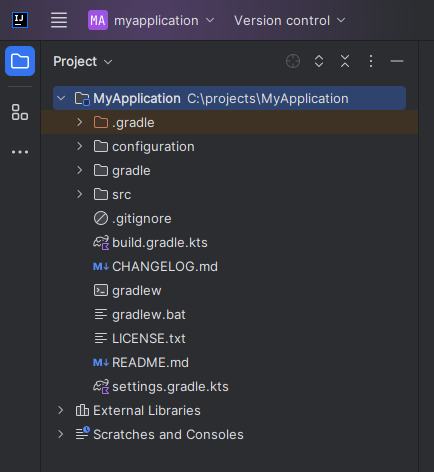 IJ MA myapplication Version control
Project
MyApplication C:\projects\MyApplication
.gradle
configuration
gradle
src
.gitignore
build.gradle.kts
M↓ CHANGELOG.md
gradlew
gradlew.bat
LICENSE.txt
M↓ README.md
settings.gradle.kts
External Libraries
Scratches and Consoles